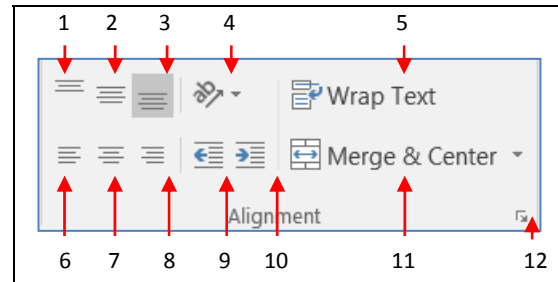 1 2 3 4 5
Wrap Text
Merge & Center
Alignment
6 7 8 9 10 11 12